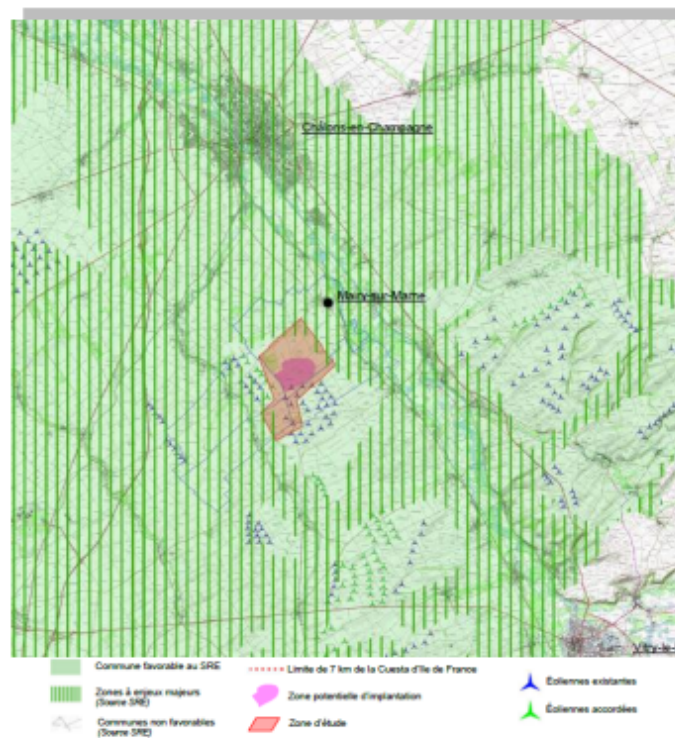 Châlons-en-Champagne
Mairy-sur-Marne
Vitry-le-
Commune favorable au SRE
Zones à enjeux majeurs
(Source SRE)
Communes non favorables
(Source SRE)
Limite de 7 km de la Cuesta d'Ile de France
Zone potentielle d'implantation
Zone d'étude
Éoliennes existantes
Éoliennes accordées